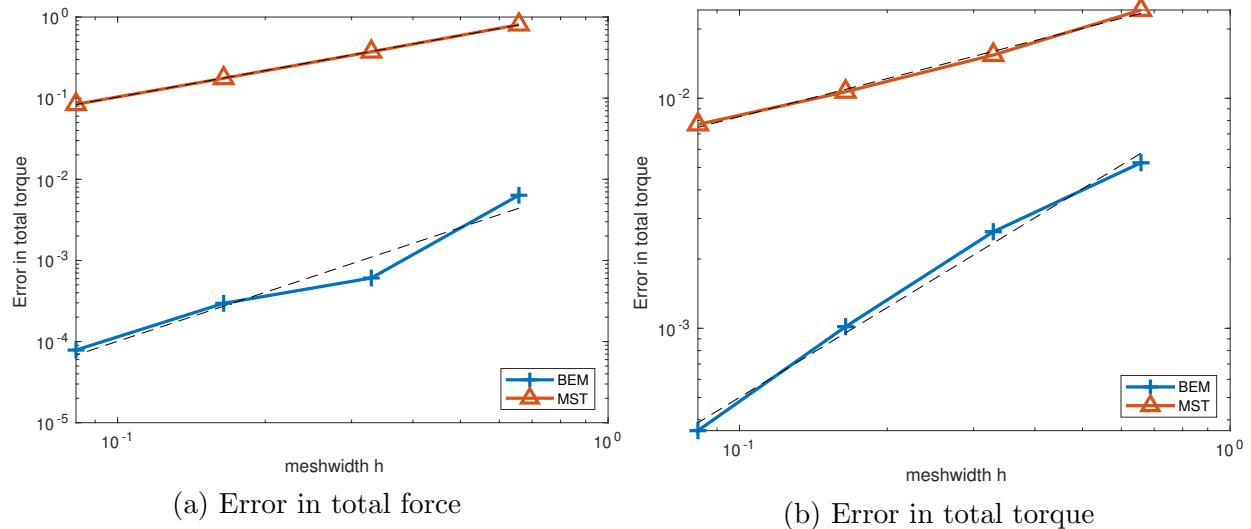 10^0
10^-1
10^-2
10^-3
10^-4
10^-5
Error in total torque
10^-1
10^0
meshwidth h
BEM
MST
(a) Error in total force
10^-2
10^-3
Error in total torque
10^-1
10^0
meshwidth h
BEM
MST
(b) Error in total torque